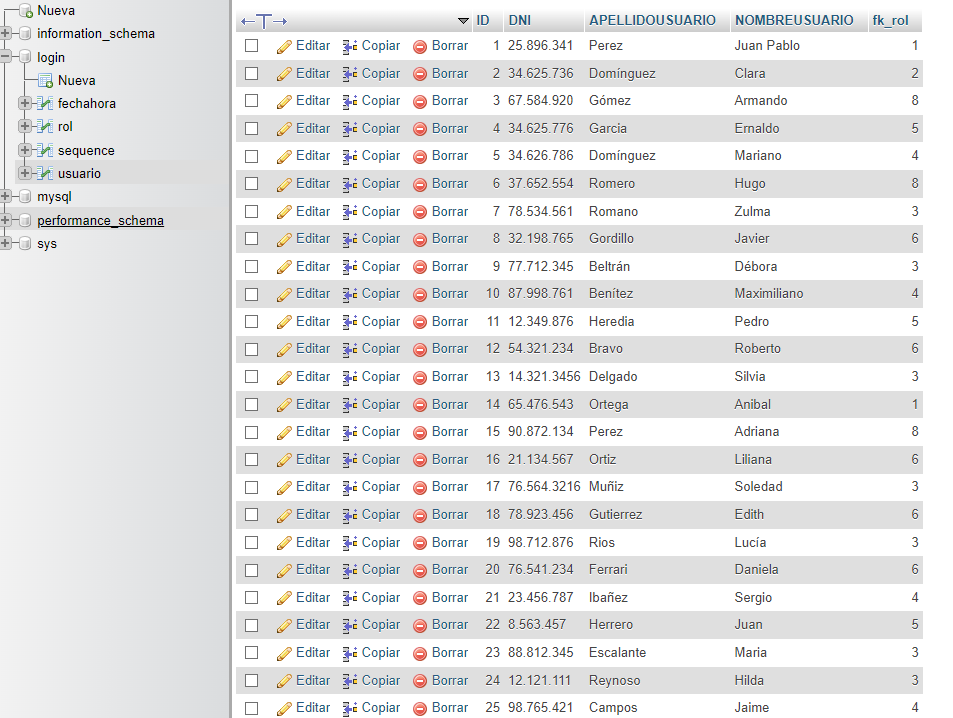 Nueva
information_schema
login
Nueva
fechahora
rol
sequence
usuario
mysql
performance_schema
sys
ID DNI APELLIDOUSUARIO NOMBREUSUARIO fk_rol
Editar Copiar Borrar 1 25.896.341 Perez Juan Pablo 1
Editar Copiar Borrar 2 34.625.736 Domínguez Clara 2
Editar Copiar Borrar 3 67.584.920 Gómez Armando 8
Editar Copiar Borrar 4 34.625.776 Garcia Ernaldo 5
Editar Copiar Borrar 5 34.626.786 Domínguez Mariano 4
Editar Copiar Borrar 6 37.652.554 Romero Hugo 8
Editar Copiar Borrar 7 78.534.561 Romano Zulma 3
Editar Copiar Borrar 8 32.198.765 Gordillo Javier 6
Editar Copiar Borrar 9 77.712.345 Beltrán Débora 3
Editar Copiar Borrar 10 87.998.761 Benítez Maximiliano 4
Editar Copiar Borrar 11 12.349.876 Heredia Pedro 5
Editar Copiar Borrar 12 54.321.234 Bravo Roberto 6
Editar Copiar Borrar 13 14.321.3456 Delgado Silvia 3
Editar Copiar Borrar 14 65.476.543 Ortega Anibal 1
Editar Copiar Borrar 15 90.872.134 Perez Adriana 8
Editar Copiar Borrar 16 21.134.567 Ortiz Liliana 6
Editar Copiar Borrar 17 76.564.3216 Muñiz Soledad 3
Editar Copiar Borrar 18 78.923.456 Gutierrez Edith 6
Editar Copiar Borrar 19 98.712.876 Rios Lucía 3
Editar Copiar Borrar 20 76.541.234 Ferrari Daniela 6
Editar Copiar Borrar 21 23.456.787 Ibañez Sergio 4
Editar Copiar Borrar 22 8.563.457 Herrero Juan 5
Editar Copiar Borrar 23 88.812.345 Escalante Maria 3
Editar Copiar Borrar 24 12.121.111 Reynoso Hilda 3
Editar Copiar Borrar 25 98.765.421 Campos Jaime 4